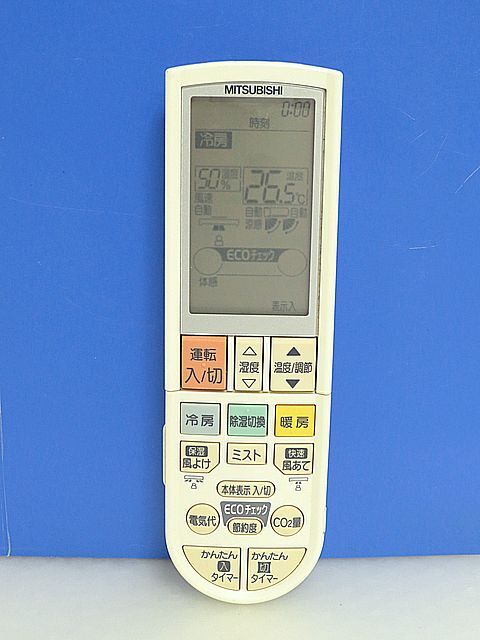 MITSUBISHI
0:00
時刻
冷房
50% 湿度
26.5℃ 温度
風速
自動
自動 自動
涼感
ECOチェック
体感
表示入
運転
入/切
湿度
温度/調節
冷房
除湿切換
暖房
保湿
風よけ
ミスト
快速
風あて
本体表示 入/切
ECOチェック
電気代
節約度
CO2量
かんたん
入
タイマー
かんたん
切
タイマー